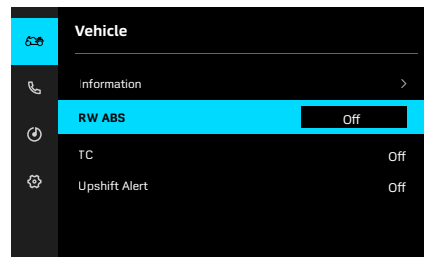 Vehicle
Information
RW ABS Off
TC Off
Upshift Alert Off